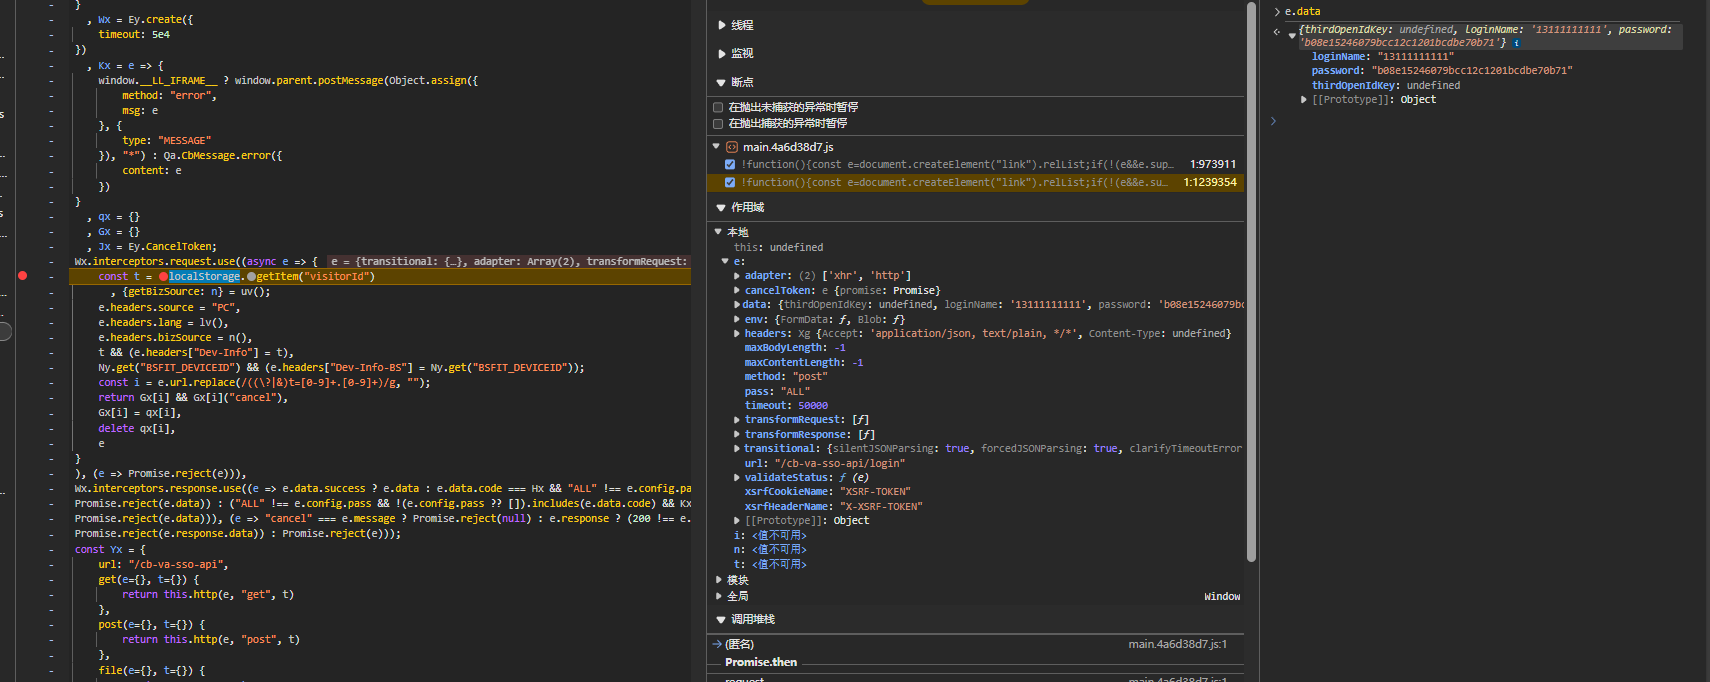 }
, Wx = Ey.create({
timeout: 5e4
})
, Kx = e => {
window.__LL_IFRAME__ ? window.parent.postMessage(Object.assign({
method: "error",
msg: e
}, {
type: "MESSAGE"
}), "*") : Qa.CbMessage.error({
content: e
})
}
, qx = {}
, Gx = {}
, Jx = Ey.CancelToken;
Wx.interceptors.request.use((async e => { e = {transitional: {…}, adapter: Array(2), transformRequest:
const t = localStorage.getItem("visitorId")
, {getBizSource: n} = uv();
e.headers.source = "PC",
e.headers.lang = lv(),
e.headers.bizSource = n(),
t && (e.headers["Dev-Info"] = t),
Ny.get("BSFIT_DEVICEID") && (e.headers["Dev-Info-BS"] = Ny.get("BSFIT_DEVICEID"));
const i = e.url.replace(/((\?|&)t=[0-9]+.[0-9]+)/g, "");
return Gx[i] && Gx[i]("cancel"),
Gx[i] = qx[i],
delete qx[i],
e
}
), (e => Promise.reject(e))),
Wx.interceptors.response.use((e => e.data.success ? e.data : e.data.code === Hx && "ALL" !== e.config.pa
Promise.reject(e.data)) : ("ALL" !== e.config.pass && !(e.config.pass ?? []).includes(e.data.code) && Kx
Promise.reject(e.data))), (e => "cancel" === e.message ? Promise.reject(null) : e.response ? (200 !== e.
Promise.reject(e.response.data)) : Promise.reject(e)));
const Yx = {
url: "/cb-va-sso-api",
get(e={}, t={}) {
return this.http(e, "get", t)
},
post(e={}, t={}) {
return this.http(e, "post", t)
},
file(e={}, t={}) {
线程
监视
断点
在抛出未捕获的异常时暂停
在抛出捕获的异常时暂停
main.4a6d38d7.js
!function(){const e=document.createElement("link").relList;if(!(e&&e.sup… 1:973911
!function(){const e=document.createElement("link").relList;if(!(e&&e.su… 1:1239354
作用域
本地
this: undefined
e:
adapter: (2) ['xhr', 'http']
cancelToken: e {promise: Promise}
data: {thirdOpenIdKey: undefined, loginName: '13111111111', password: 'b08e15246079bc
env: {FormData: ƒ, Blob: ƒ}
headers: Xg {Accept: 'application/json, text/plain, */*', Content-Type: undefined}
maxBodyLength: -1
maxContentLength: -1
method: "post"
pass: "ALL"
timeout: 50000
transformRequest: [ƒ]
transformResponse: [ƒ]
transitional: {silentJSONParsing: true, forcedJSONParsing: true, clarifyTimeoutError
url: "/cb-va-sso-api/login"
validateStatus: ƒ (e)
xsrfCookieName: "XSRF-TOKEN"
xsrfHeaderName: "X-XSRF-TOKEN"
[[Prototype]]: Object
i: <值不可用>
n: <值不可用>
t: <值不可用>
模块
全局 Window
调用堆栈
(匿名) main.4a6d38d7.js:1
Promise.then
request main.4a6d38d7.js:1
e.data
{thirdOpenIdKey: undefined, loginName: '13111111111', password:
'b08e15246079bcc12c1201bcdbe70b71'}
loginName: "13111111111"
password: "b08e15246079bcc12c1201bcdbe70b71"
thirdOpenIdKey: undefined
[[Prototype]]: Object